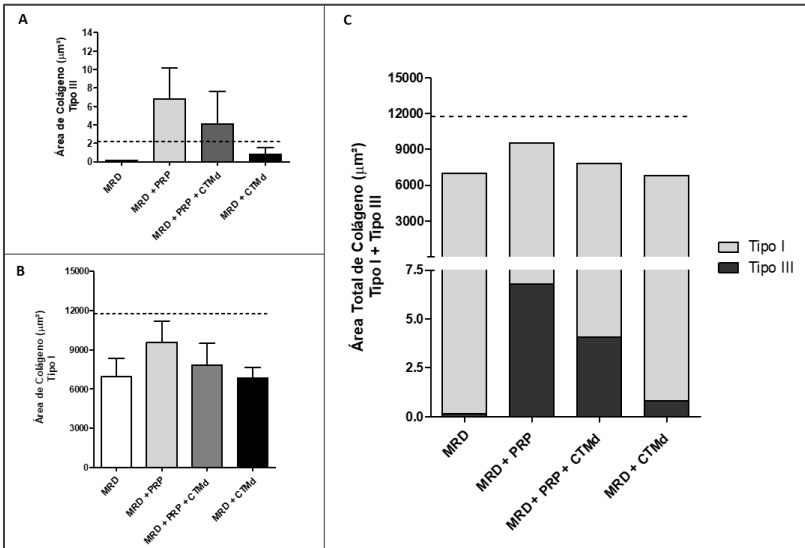 A
Área de Colágeno (µm²)
Tipo III
14
12
10
8
6
4
2
0
MRD
MRD + PRP
MRD + PRP + CTMd
MRD + CTMd
B
Área de Colágeno (µm²)
Tipo I
15000
12000
9000
6000
3000
0
MRD
MRD + PRP
MRD + PRP + CTMd
MRD + CTMd
C
Área Total de Colágeno (µm²)
Tipo I + Tipo III
15000
12000
9000
6000
3000
7.5
5.0
2.5
0.0
MRD
MRD + PRP
MRD + PRP + CTMd
MRD + CTMd
Tipo I
Tipo III